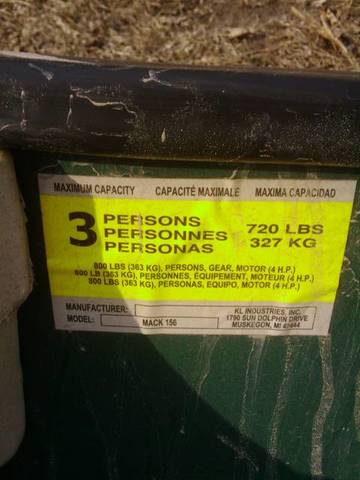 MAXIMUM CAPACITY CAPACITÉ MAXIMALE MAXIMA CAPACIDAD
3 PERSONS 720 LBS
PERSONNES 327 KG
PERSONAS
800 LBS (363 KG), PERSONS, GEAR, MOTOR (4 H.P.)
800 LB (363 KG), PERSONNES, ÉQUIPEMENT, MOTEUR (4 H.P.)
800 LBS (363 KG), PERSONAS, EQUIPO, MOTOR (4 H.P.)
MANUFACTURER: KL INDUSTRIES, INC.
1790 SUN DOLPHIN DRIVE
MODEL: MACK 156 MUSKEGON, MI 49444